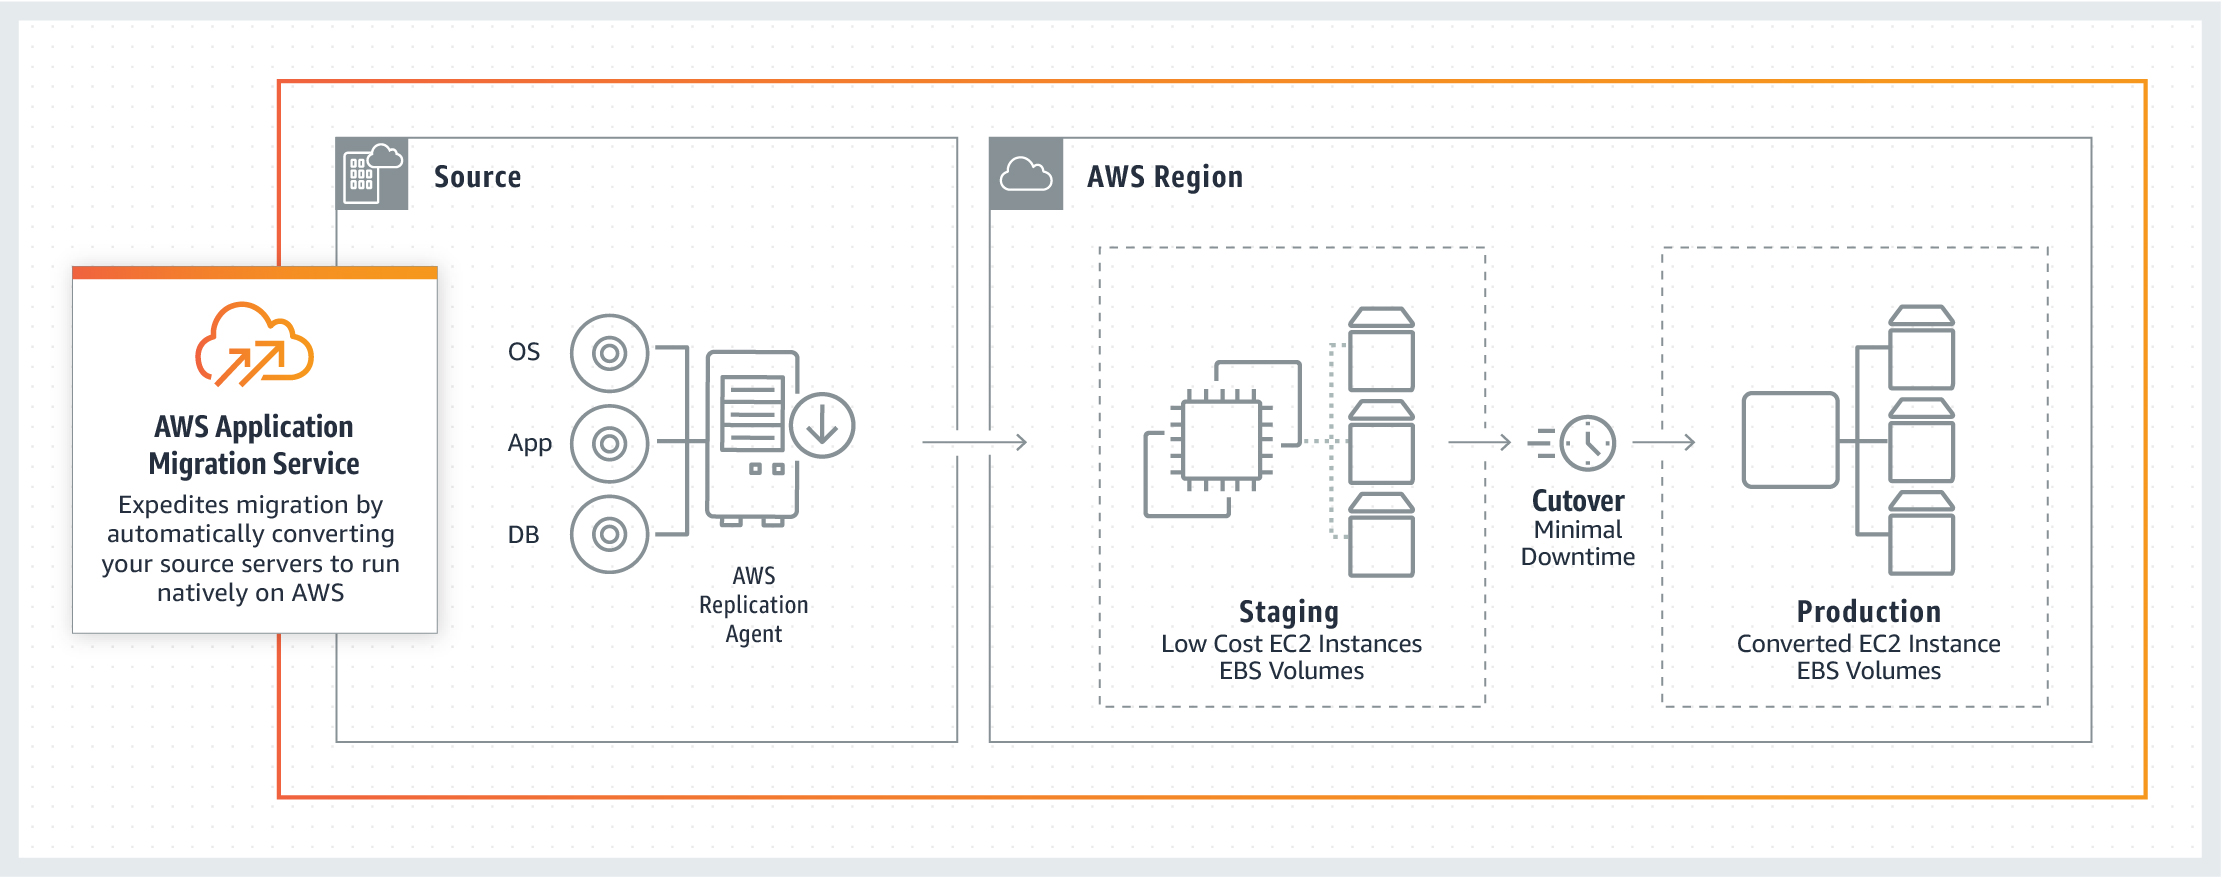 AWS Application
Migration Service
Expedites migration by
automatically converting
your source servers to run
natively on AWS
Source
OS
App
DB
AWS
Replication
Agent
AWS Region
Staging
Low Cost EC2 Instances
EBS Volumes
Cutover
Minimal
Downtime
Production
Converted EC2 Instance
EBS Volumes